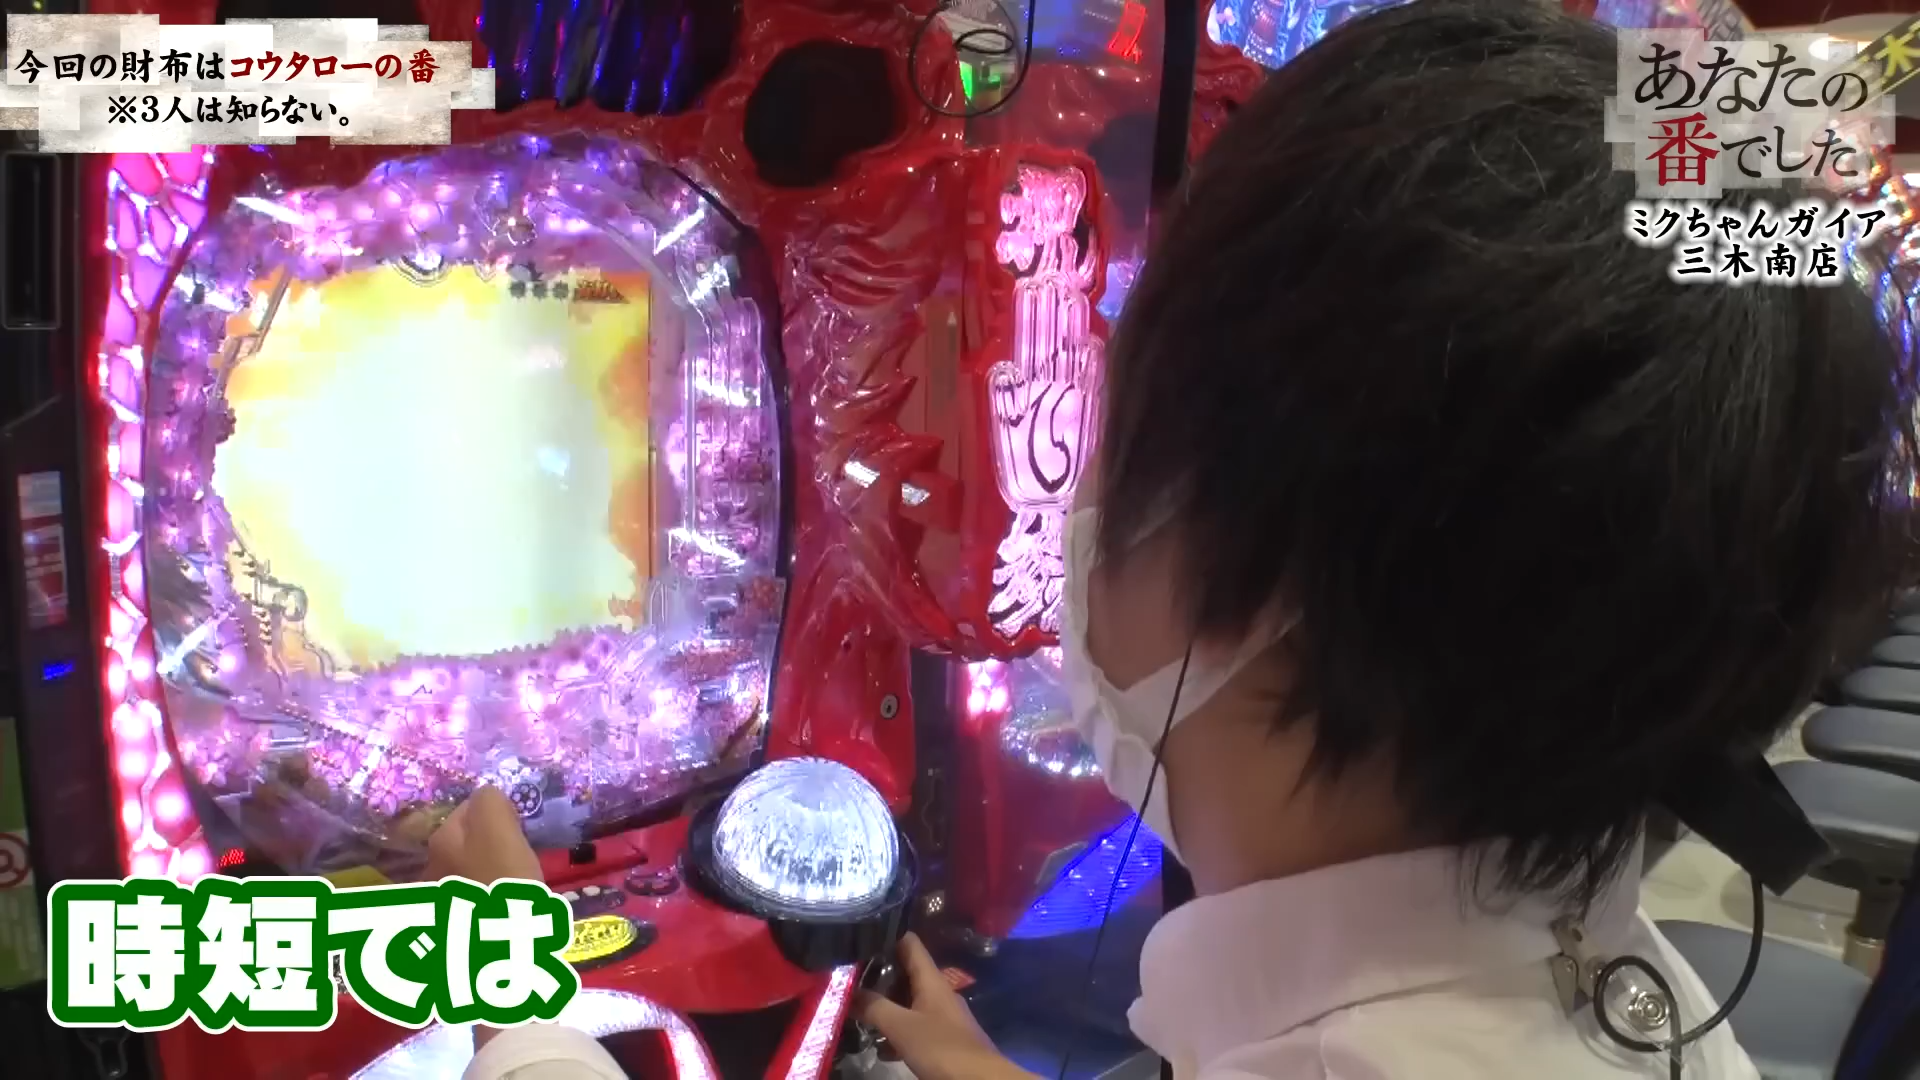 今回の財布はコウタローの番
※3人は知らない。
あなたの
番でした
ミクちゃんガイア
三木南店
時短では